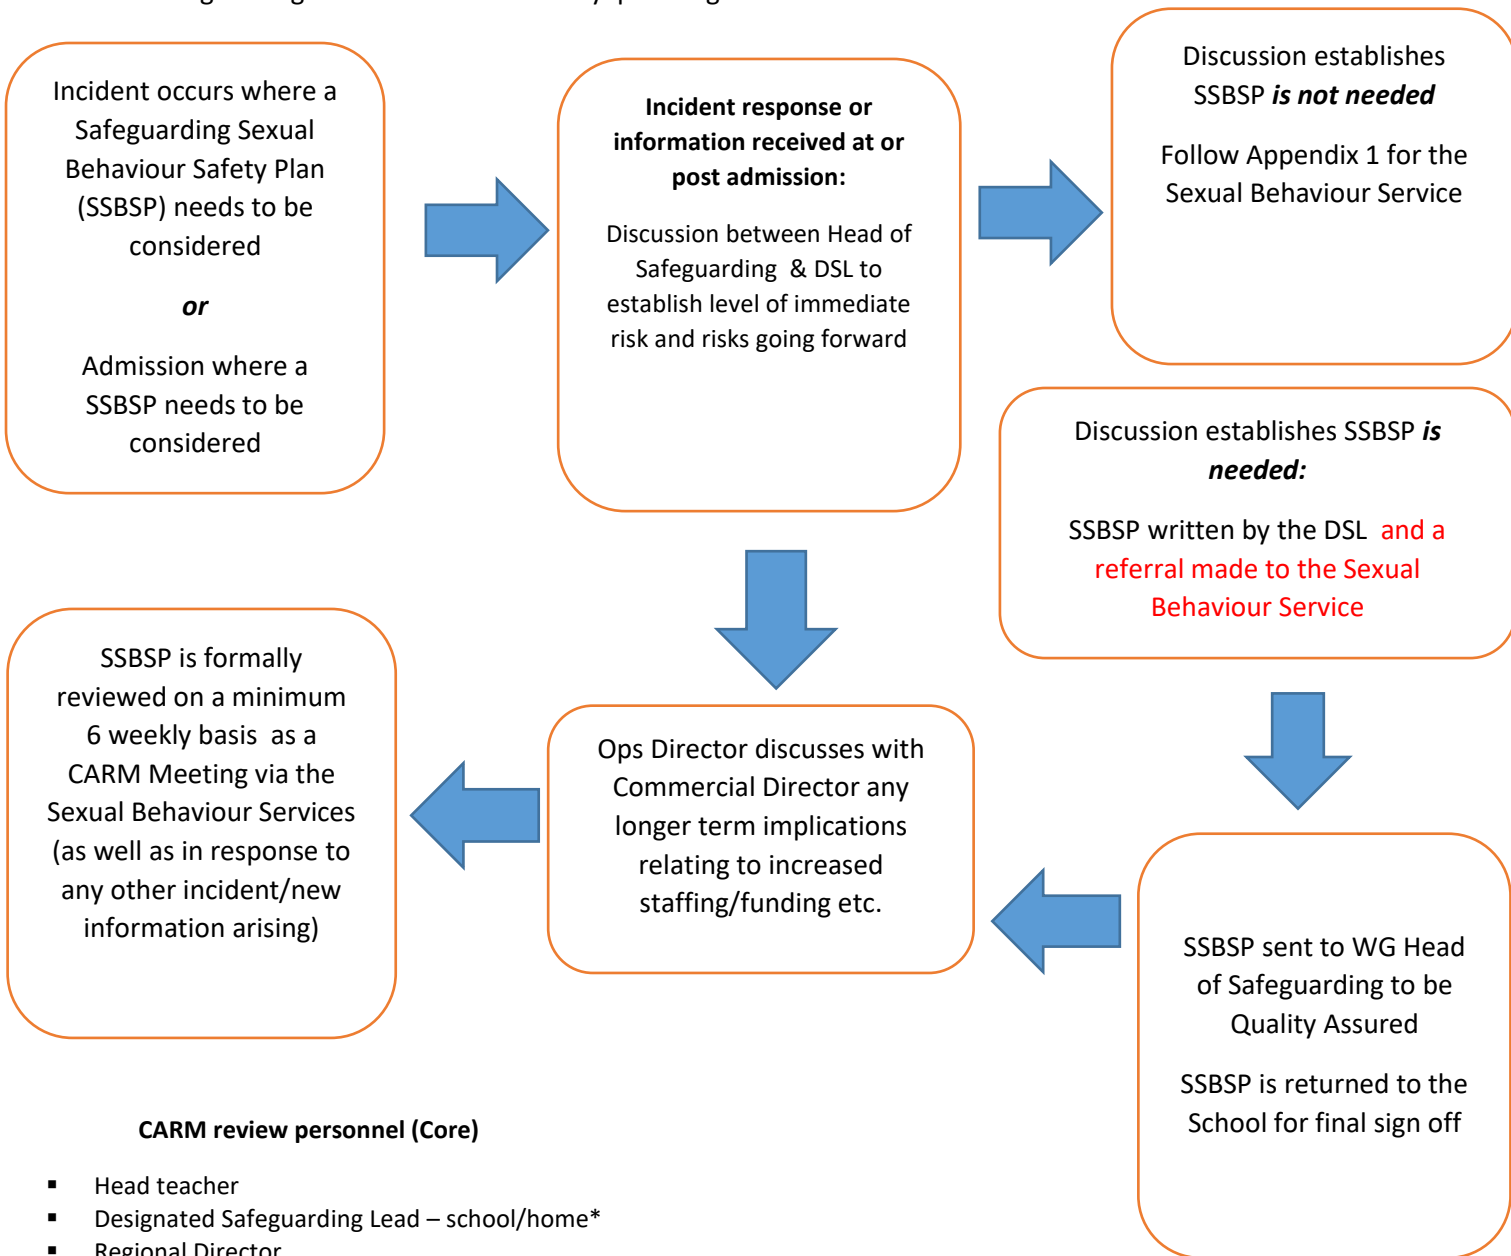 Incident occurs where a
Safeguarding Sexual
Behaviour Safety Plan
(SSBSP) needs to be
considered
or
Admission where a
SSBSP needs to be
considered
Incident response or
information received at or
post admission:
Discussion between Head of
Safeguarding & DSL to
establish level of immediate
risk and risks going forward
Discussion establishes
SSBSP is not needed
Follow Appendix 1 for the
Sexual Behaviour Service
Discussion establishes SSBSP is
needed:
SSBSP written by the DSL and a
referral made to the Sexual
Behaviour Service
SSBSP sent to WG Head
of Safeguarding to be
Quality Assured
SSBSP is returned to the
School for final sign off
Ops Director discusses with
Commercial Director any
longer term implications
relating to increased
staffing/funding etc.
SSBSP is formally
reviewed on a minimum
6 weekly basis as a
CARM Meeting via the
Sexual Behaviour Services
(as well as in response to
any other incident/new
information arising)
CARM review personnel (Core)
▪ Head teacher
▪ Designated Safeguarding Lead – school/home*
▪ Regional Director